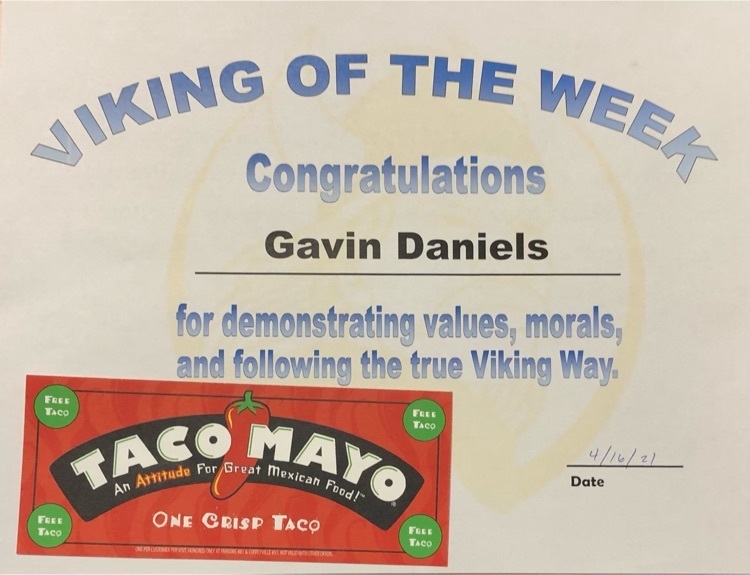 VIKING OF THE WEEK
Congratulations
Gavin Daniels
for demonstrating values, morals,
and following the true Viking Way.
FREE
TACO
FREE
TACO
TACO MAYO
An Attitude For Great Mexican Food!™
4/16/21
Date
ONE CRISP TACO
FREE
TACO
FREE
TACO